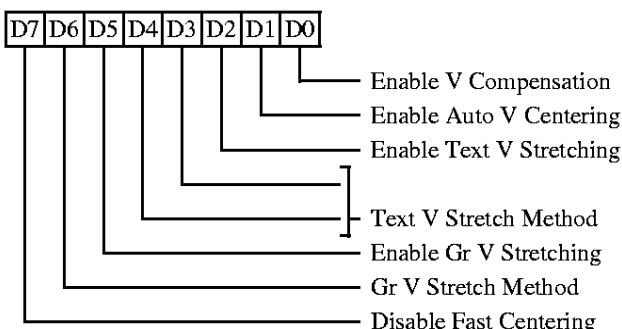 D7 D6 D5 D4 D3 D2 D1 D0
Enable V Compensation
Enable Auto V Centering
Enable Text V Stretching
Text V Stretch Method
Enable Gr V Stretching
Gr V Stretch Method
Disable Fast Centering